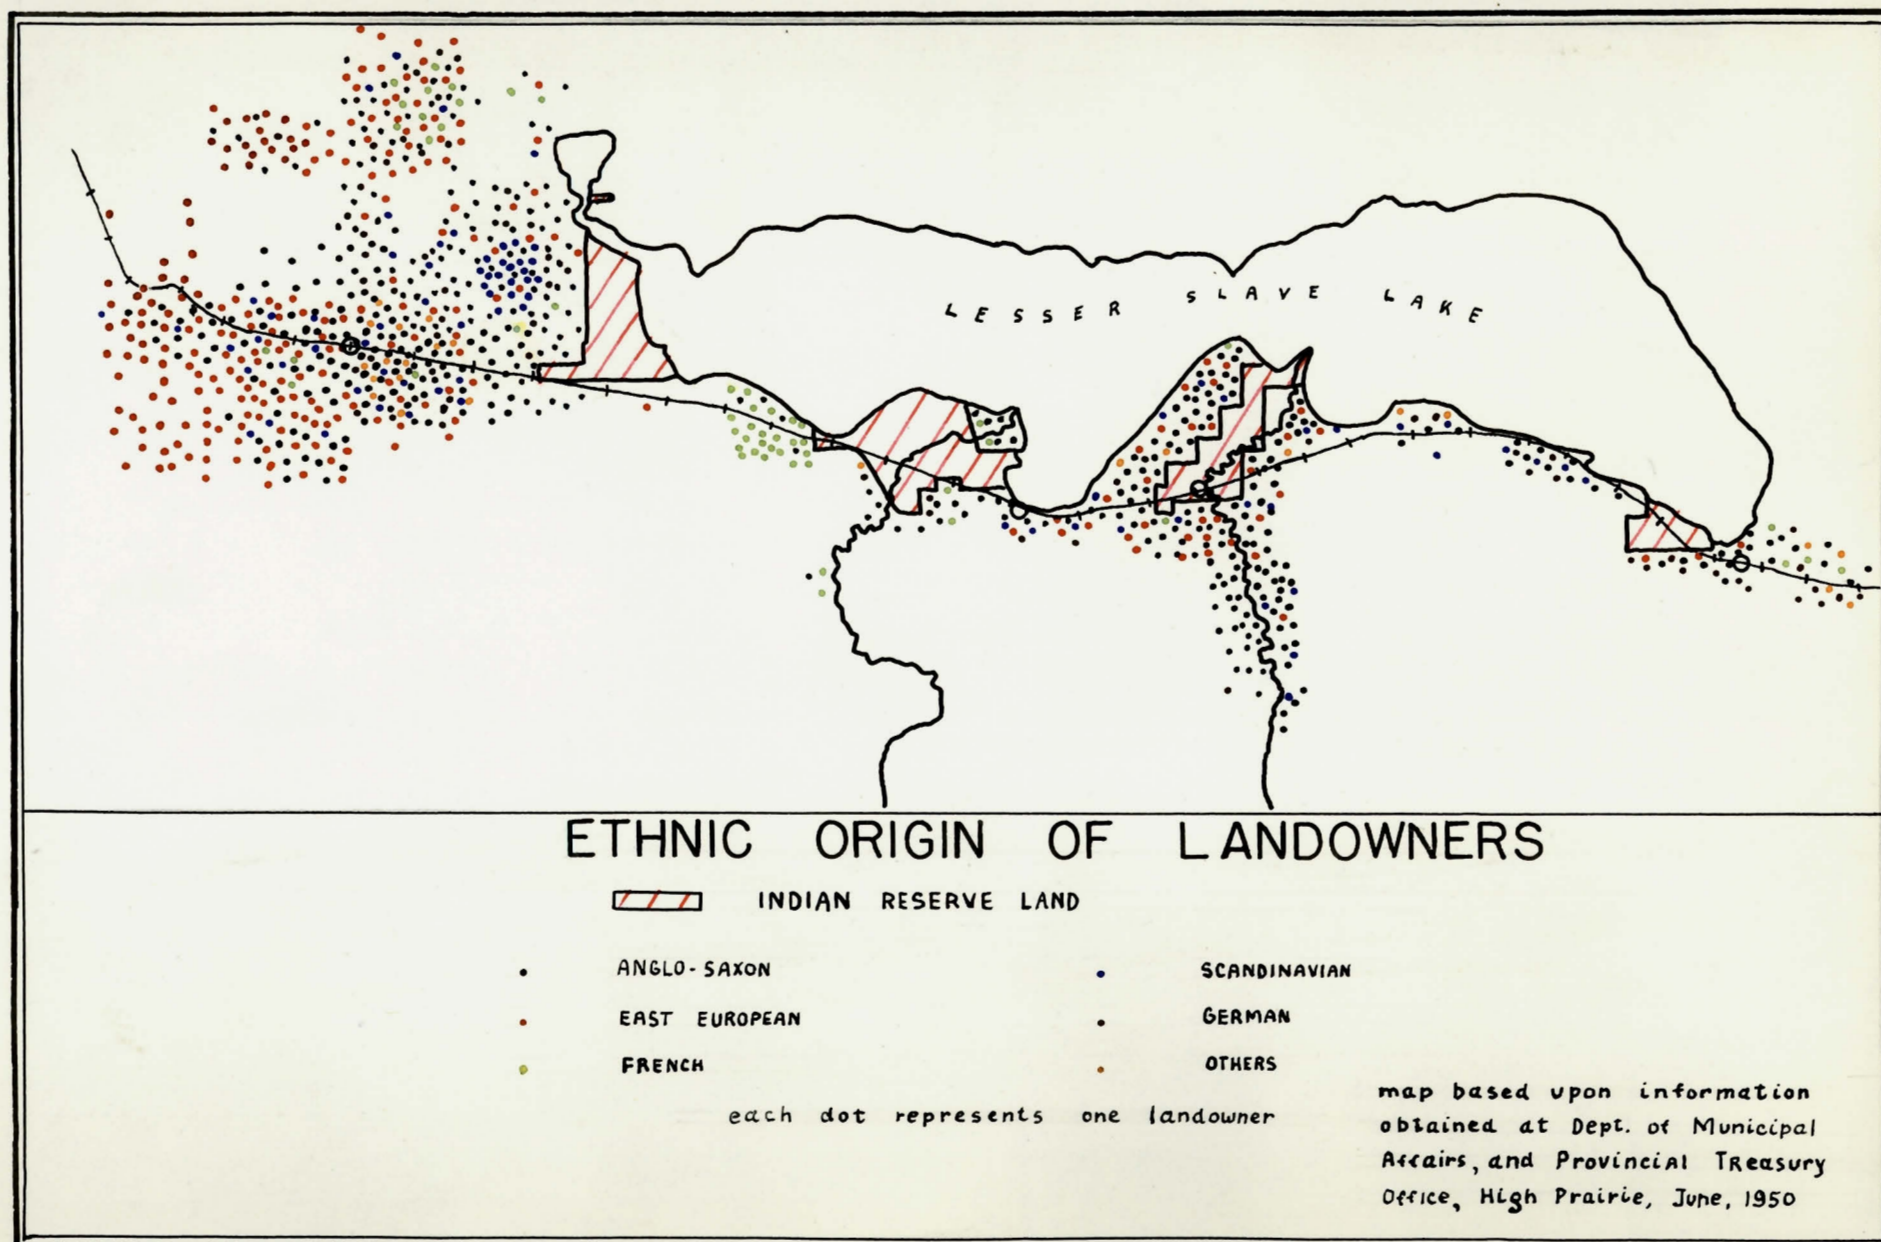 LESSER SLAVE LAKE
ETHNIC ORIGIN OF LANDOWNERS
INDIAN RESERVE LAND
ANGLO-SAXON
EAST EUROPEAN
FRENCH
SCANDINAVIAN
GERMAN
OTHERS
each dot represents one landowner
map based upon information
obtained at Dept. of Municipal
Affairs, and Provincial Treasury
Office, High Prairie, June, 1950